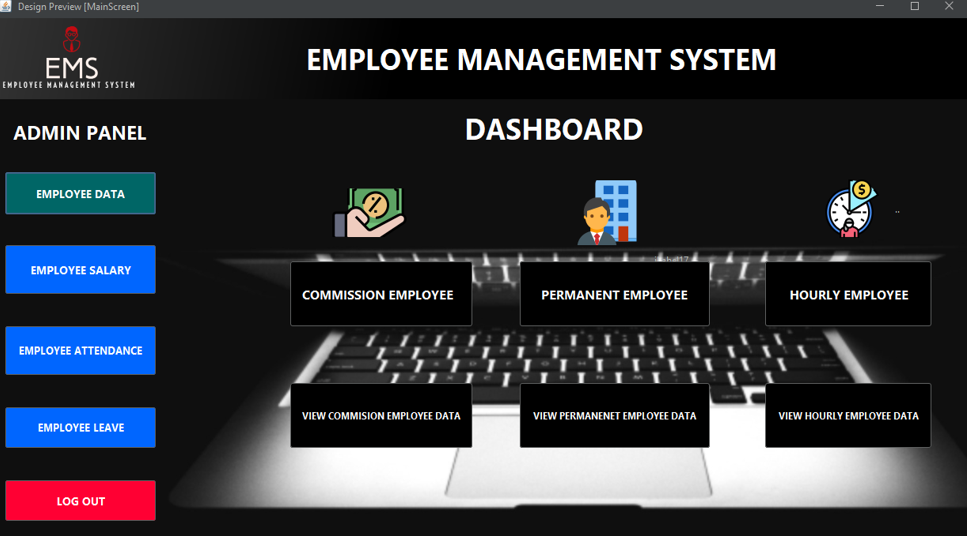 Design Preview [MainScreen]
EMS
EMPLOYEE MANAGEMENT SYSTEM
EMPLOYEE MANAGEMENT SYSTEM
ADMIN PANEL
DASHBOARD
EMPLOYEE DATA
..
EMPLOYEE SALARY
COMMISSION EMPLOYEE
PERMANENT EMPLOYEE
HOURLY EMPLOYEE
EMPLOYEE ATTENDANCE
VIEW COMMISION EMPLOYEE DATA
VIEW PERMANENET EMPLOYEE DATA
VIEW HOURLY EMPLOYEE DATA
EMPLOYEE LEAVE
LOG OUT